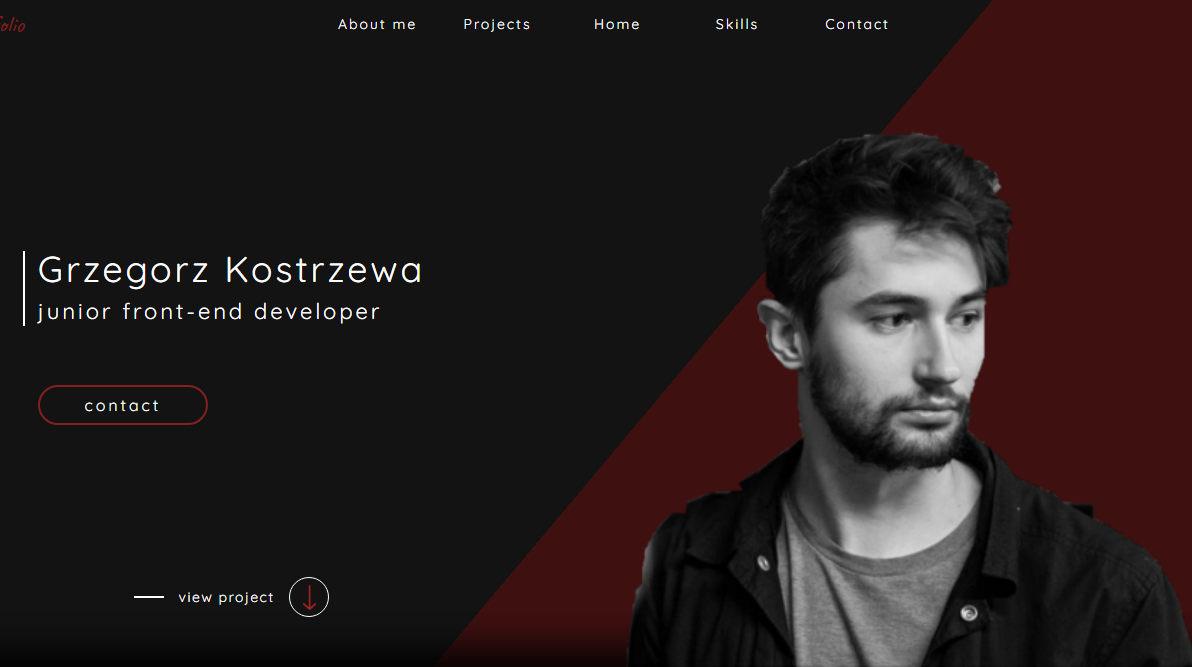 folio
About me Projects Home Skills Contact
Grzegorz Kostrzewa
junior front-end developer
contact
view project